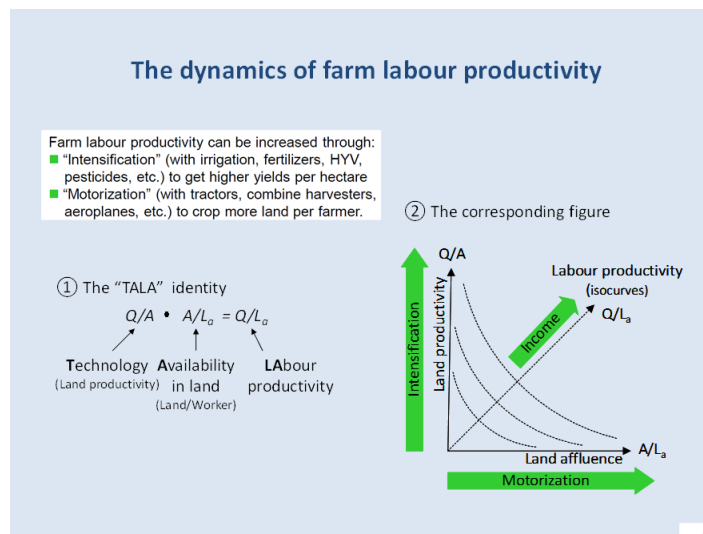 The dynamics of farm labour productivity
Farm labour productivity can be increased through:
“Intensification” (with irrigation, fertilizers, HYV,
pesticides, etc.) to get higher yields per hectare
“Motorization” (with tractors, combine harvesters,
aeroplanes, etc.) to crop more land per farmer.
① The “TALA” identity
Q/A • A/Lₐ = Q/Lₐ
Technology Availability LAbour
(Land productivity) in land productivity
(Land/Worker)
② The corresponding figure
Q/A
Labour productivity
(isocurves)
Q/Lₐ
Intensification
Land productivity
Income
A/Lₐ
Land affluence
Motorization